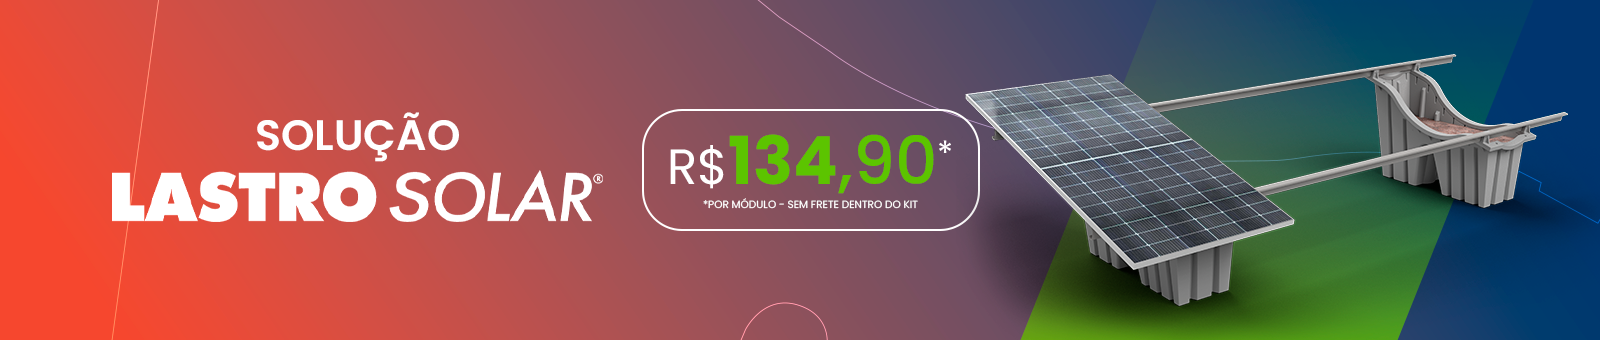 SOLUÇÃO
LASTRO SOLAR®
R$134,90*
*POR MÓDULO - SEM FRETE DENTRO DO KIT